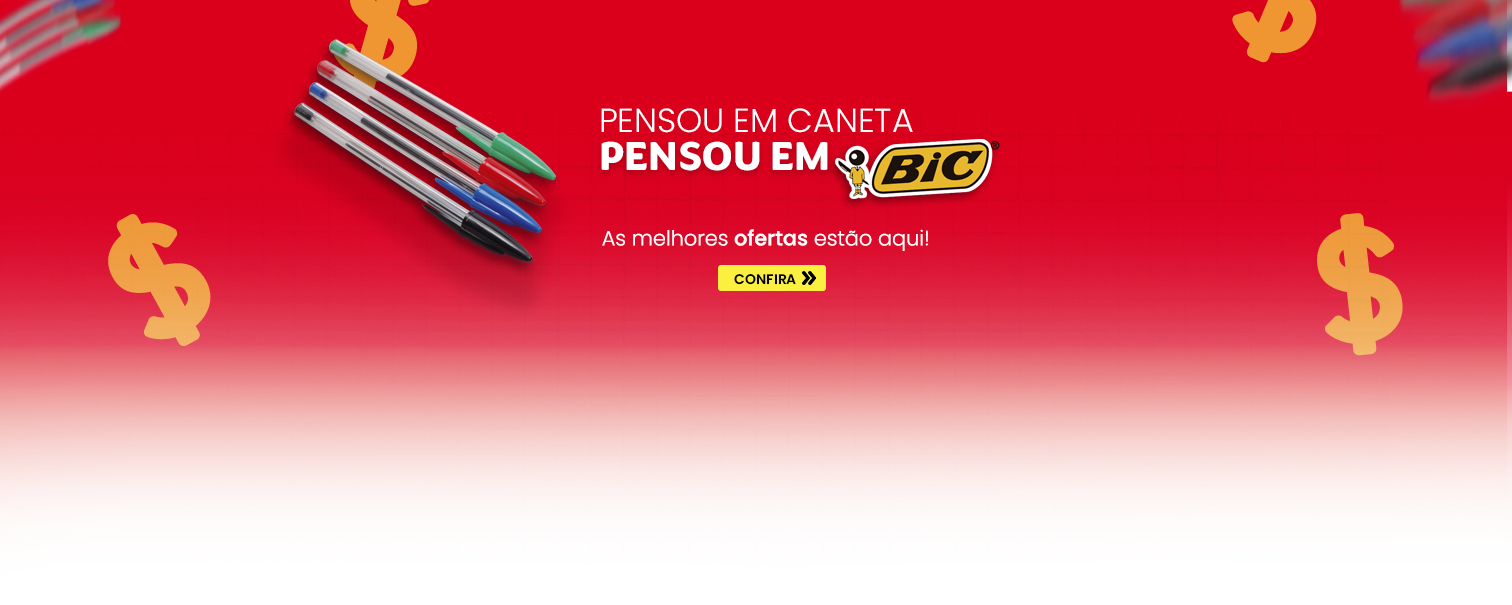 PENSOU EM CANETA
PENSOU EM BiC®
As melhores ofertas estão aqui!
CONFIRA